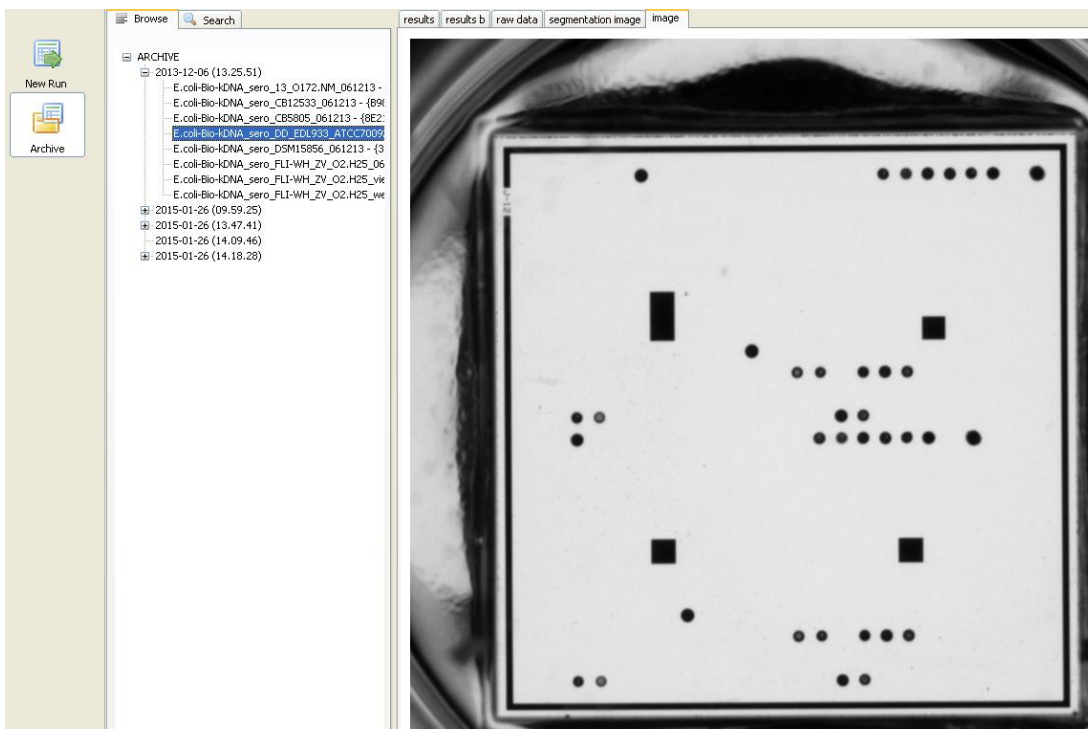 New Run
Archive
Browse
Search
ARCHIVE
2013-12-06 (13.25.51)
E.coli-Bio-kDNA_sero_13_O172.NM_061213 -
E.coli-Bio-kDNA_sero_CB12533_061213 - {B98
E.coli-Bio-kDNA_sero_CB5805_061213 - {8E21
E.coli-Bio-kDNA_sero_DD_EDL933_ATCC70092
E.coli-Bio-kDNA_sero_DSM15856_061213 - {3
E.coli-Bio-kDNA_sero_FLI-WH_ZV_O2.H25_06
E.coli-Bio-kDNA_sero_FLI-WH_ZV_O2.H25_vie
E.coli-Bio-kDNA_sero_FLI-WH_ZV_O2.H25_we
2015-01-26 (09.59.25)
2015-01-26 (13.47.41)
2015-01-26 (14.09.46)
2015-01-26 (14.18.28)
results
results b
raw data
segmentation image
image